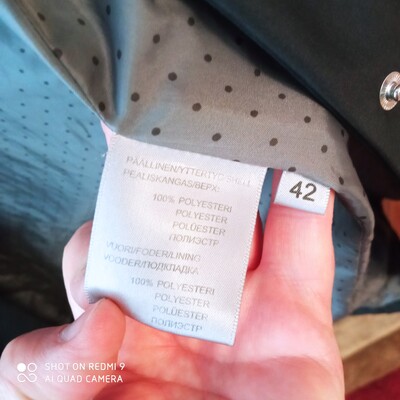 PÄÄLLINEN/YTTERTYG/SHELL
PEALISKANGAS/BEPX:
100% POLYESTERI
POLYESTER
POLÜESTER
ПОЛИЭСТР
VUORI/FODER/LINING
VOODER/ПОДКЛАДКА
100% POLYESTERI
POLYESTER
POLÜESTER
ПОЛИЭСТР
42
SHOT ON REDMI 9
AI QUAD CAMERA